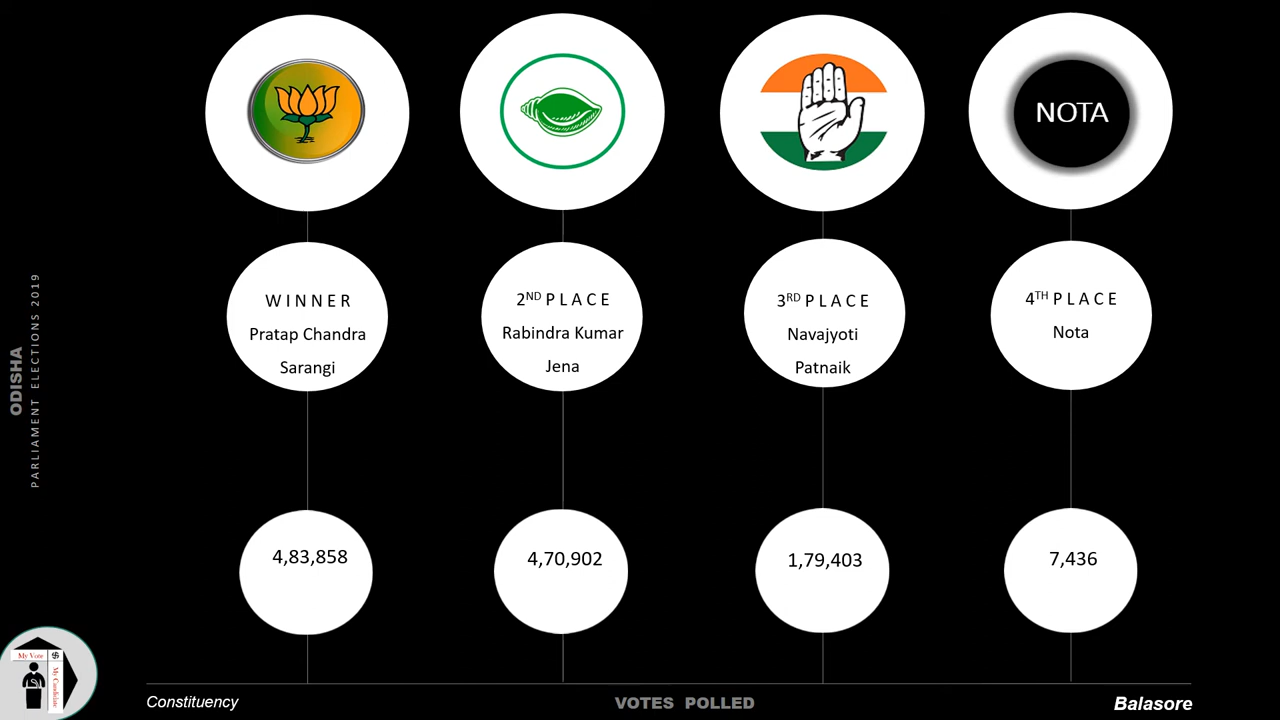 NOTA
WINNER
Pratap Chandra
Sarangi
2ND PLACE
Rabindra Kumar
Jena
3RD PLACE
Navajyoti
Patnaik
4TH PLACE
Nota
4,83,858
4,70,902
1,79,403
7,436
ODISHA
PARLIAMENT ELECTIONS 2019
My Vote
My Candidate
Constituency
VOTES POLLED
Balasore